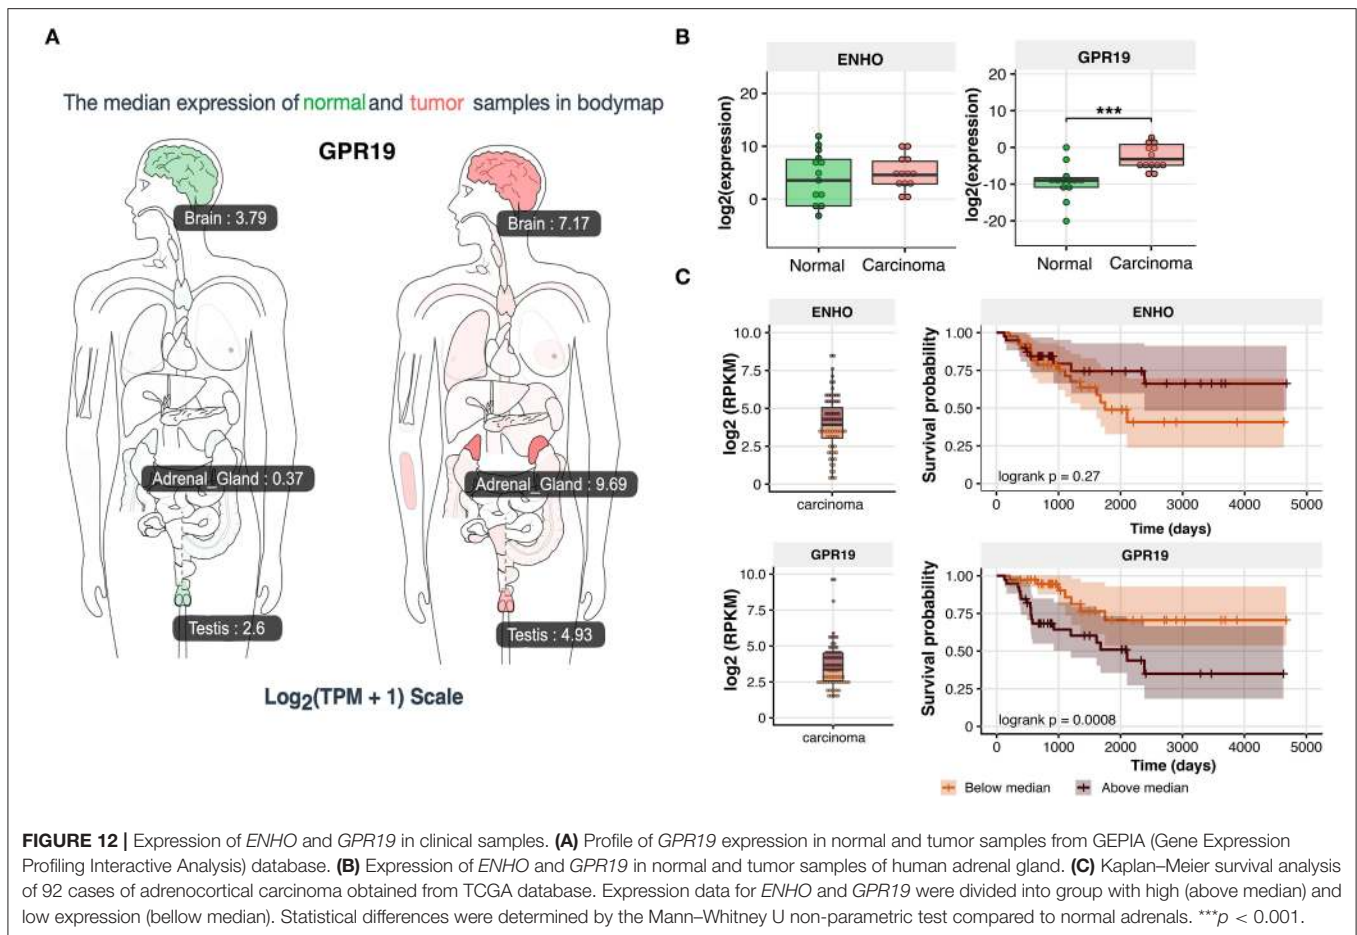 A
The median expression of normal and tumor samples in bodymap
GPR19
Brain : 3.79
Brain : 7.17
Adrenal_Gland : 0.37
Adrenal_Gland : 9.69
Testis : 2.6
Testis : 4.93
Log2(TPM + 1) Scale
B
ENHO
log2(expression)
20
10
0
Normal
Carcinoma
GPR19
log2(expression)
20
10
0
-10
-20
***
Normal
Carcinoma
C
ENHO
log2 (RPKM)
10.0
7.5
5.0
2.5
0
carcinoma
ENHO
Survival probability
1.00
0.75
0.50
0.25
0
logrank p = 0.27
0 1000 2000 3000 4000 5000
Time (days)
GPR19
log2 (RPKM)
10.0
7.5
5.0
2.5
0
carcinoma
GPR19
Survival probability
1.00
0.75
0.50
0.25
0
logrank p = 0.0008
0 1000 2000 3000 4000 5000
Time (days)
Below median Above median
FIGURE 12 | Expression of ENHO and GPR19 in clinical samples. (A) Profile of GPR19 expression in normal and tumor samples from GEPIA (Gene Expression
Profiling Interactive Analysis) database. (B) Expression of ENHO and GPR19 in normal and tumor samples of human adrenal gland. (C) Kaplan–Meier survival analysis
of 92 cases of adrenocortical carcinoma obtained from TCGA database. Expression data for ENHO and GPR19 were divided into group with high (above median) and
low expression (bellow median). Statistical differences were determined by the Mann–Whitney U non-parametric test compared to normal adrenals. ***p < 0.001.